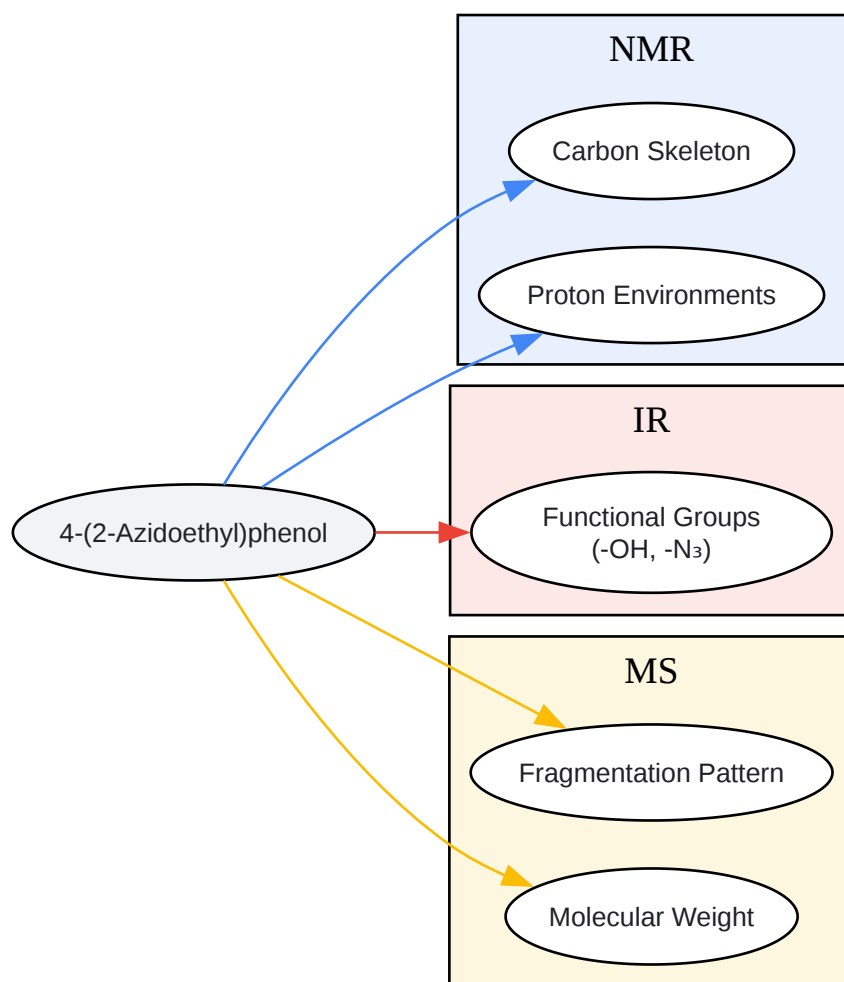 NMR
Carbon Skeleton
Proton Environments
IR
4-(2-Azidoethyl)phenol
Functional Groups
(-OH, -N₃)
MS
Fragmentation Pattern
Molecular Weight